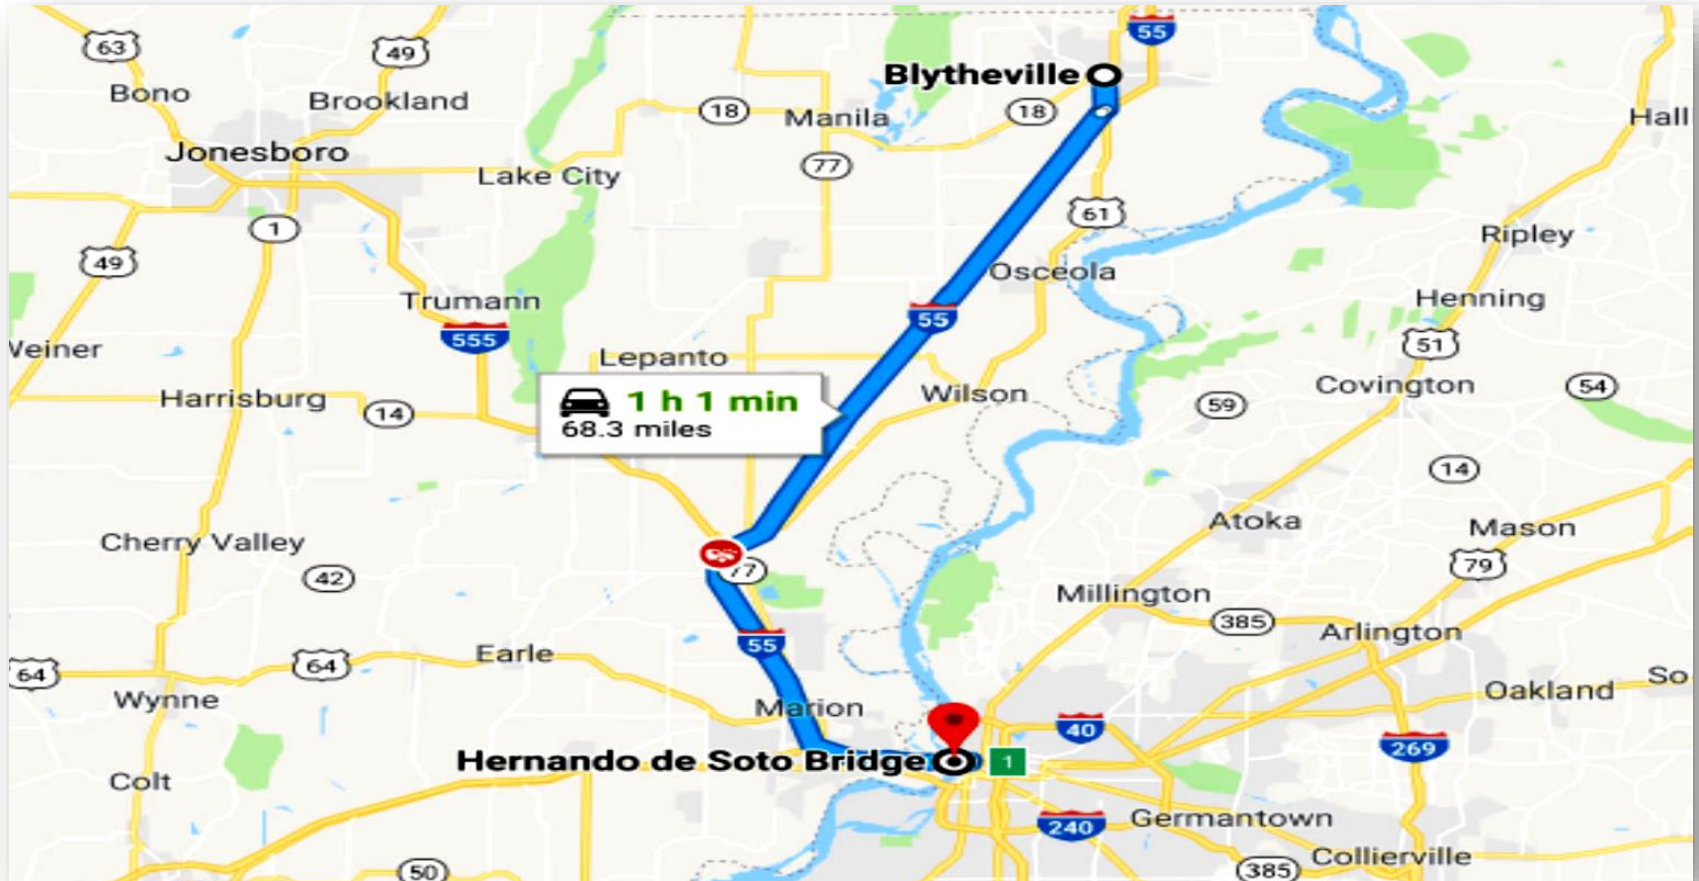 55
63
49
Blytheville
Bono
Brookland
18
Manila
18
Hall
Jonesboro
Lake City
77
61
1
Ripley
49
Osceola
Trumann
Henning
55
555
51
Weiner
Lepanto
Harrisburg
14
1 h 1 min
68.3 miles
Wilson
59
Covington
54
14
Atoka
Mason
Cherry Valley
42
77
79
Millington
385
Arlington
55
64
64
Earle
Wynne
Marion
Oakland
So
40
269
Hernando de Soto Bridge
1
Colt
240
Germantown
Collierville
50
385